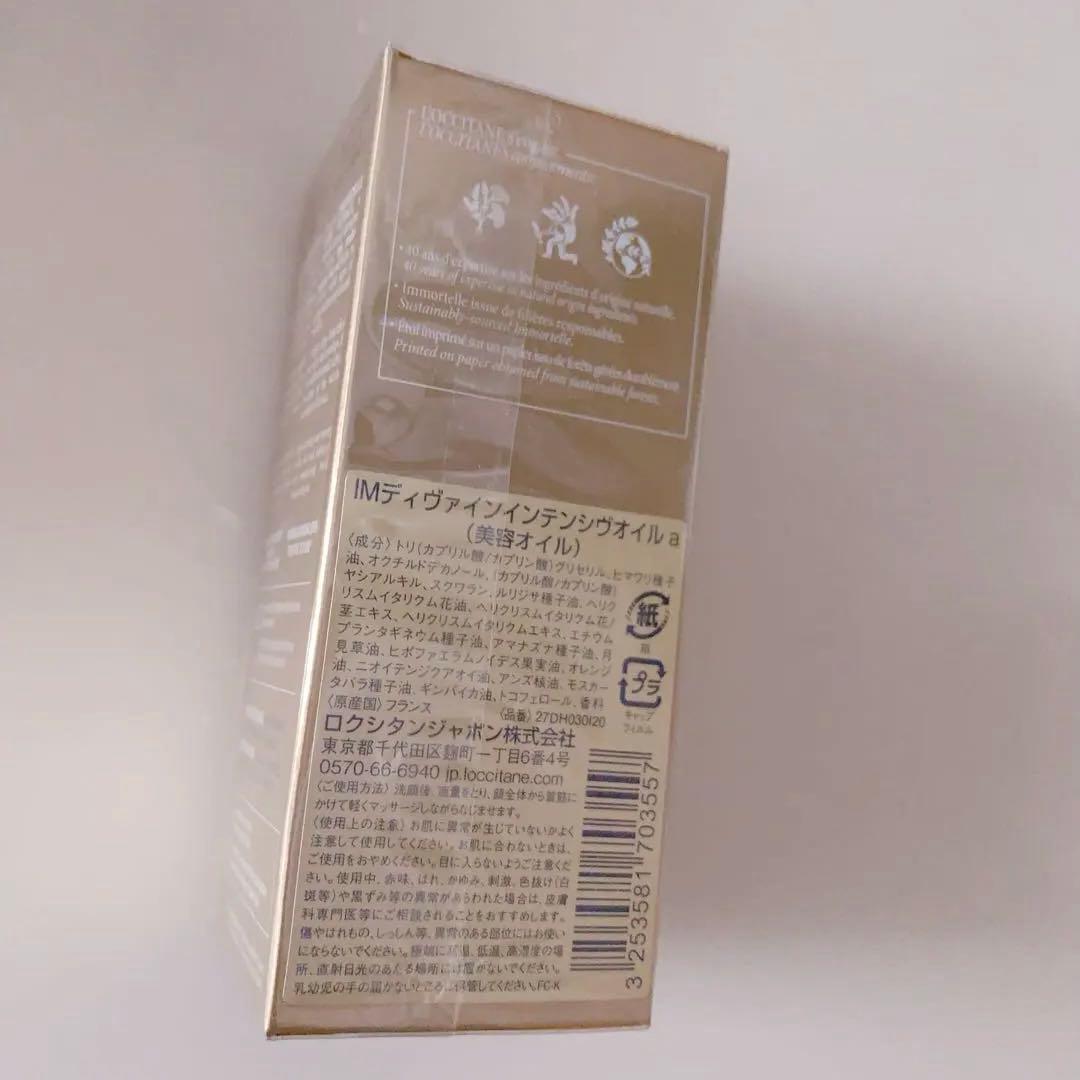 L'OCCITANE
L'OCCITANE's
• 40 ans d'expertise sur les ingrédients d'origine naturelle.
40 years of expertise in natural origin ingredients.
• Immortelle issue de filières responsables.
Sustainably-sourced Immortelle.
• Étui imprimé sur un papier issu de forêts gérées durablement
Printed on paper obtained from sustainable forests.
IMディヴァインインテンシヴオイル a
(美容オイル)
〈成分〉トリ(カプリル酸/カプリン酸)グリセリル、ヒマワリ種子
油、オクチルドデカノール、(カプリル酸/カプリン酸)
ヤシアルキル、スクワラン、ルリジサ種子油、ヘリク
リスムイタリクム花油、ヘリクリスムイタリクム花/
茎エキス、ヘリクリスムイタリクムエキス、エチウム
プランタギネウム種子油、アマナズナ種子油、月
見草油、ヒポファエラムノイデス果実油、オレンジ
油、ニオイテンジクアオイ油、アンズ核油、モスカー
タバラ種子油、ギンバイカ油、トコフェロール、香料
紙
箱
プラ
キャップ
フィルム
〈原産国〉フランス 〈品番〉27DH030I20
ロクシタンジャポン株式会社
東京都千代田区麹町一丁目6番4号
0570-66-6940 jp.loccitane.com
〈ご使用方法〉洗顔後、適量をとり、顔全体から首筋に
かけて軽くマッサージしながらなじませます。
〈使用上の注意〉お肌に異常が生じていないかよく
注意して使用してください。お肌に合わないときは、
ご使用をおやめください。目に入らないようご注意くだ
さい。使用中、赤味、はれ、かゆみ、刺激、色抜け(白
斑等)や黒ずみ等の異常があらわれた場合は、皮膚
科専門医等にご相談されることをおすすめします。
傷やはれもの、しっしん等、異常のある部位にはお使い
にならないでください。極端に高温、低温、高湿度の場
所、直射日光のあたる場所には置かないでください。
乳幼児の手の届かないところに保管してください。FC-K
3 253581 703557